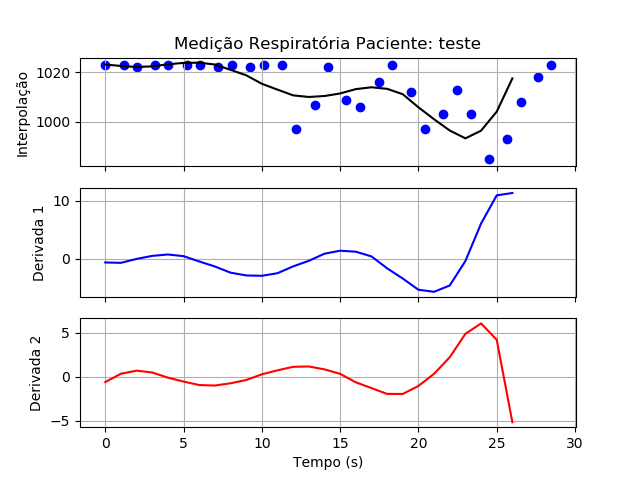 Medição Respiratória Paciente: teste
Interpolação
1020
1000
Derivada 1
10
0
Derivada 2
5
0
−5
0 5 10 15 20 25 30
Tempo (s)